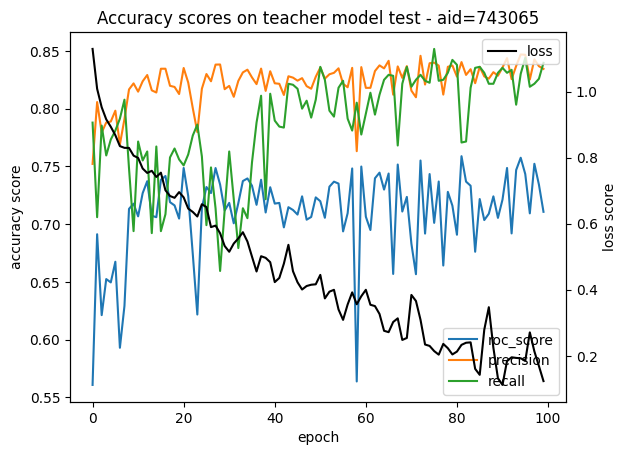 Accuracy scores on teacher model test - aid=743065
accuracy score
0.85
0.80
0.75
0.70
0.65
0.60
0.55
loss
1.0
0.8
0.6
0.4
0.2
loss score
roc_score
precision
recall
0
20
40
60
80
100
epoch